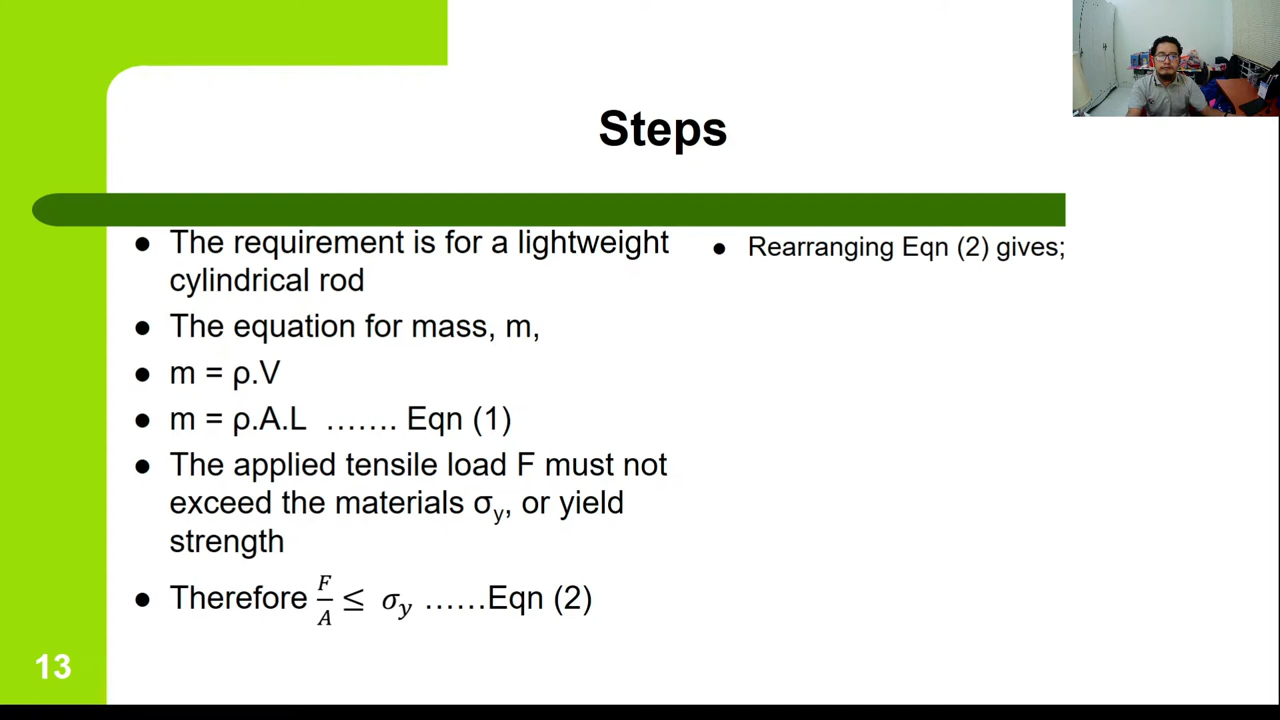 Steps
● The requirement is for a lightweight
cylindrical rod
● The equation for mass, m,
● m = ρ.V
● m = ρ.A.L ……. Eqn (1)
● The applied tensile load F must not
exceed the materials σy, or yield
strength
● Therefore F/A ≤ σy ……Eqn (2)
● Rearranging Eqn (2) gives;
13